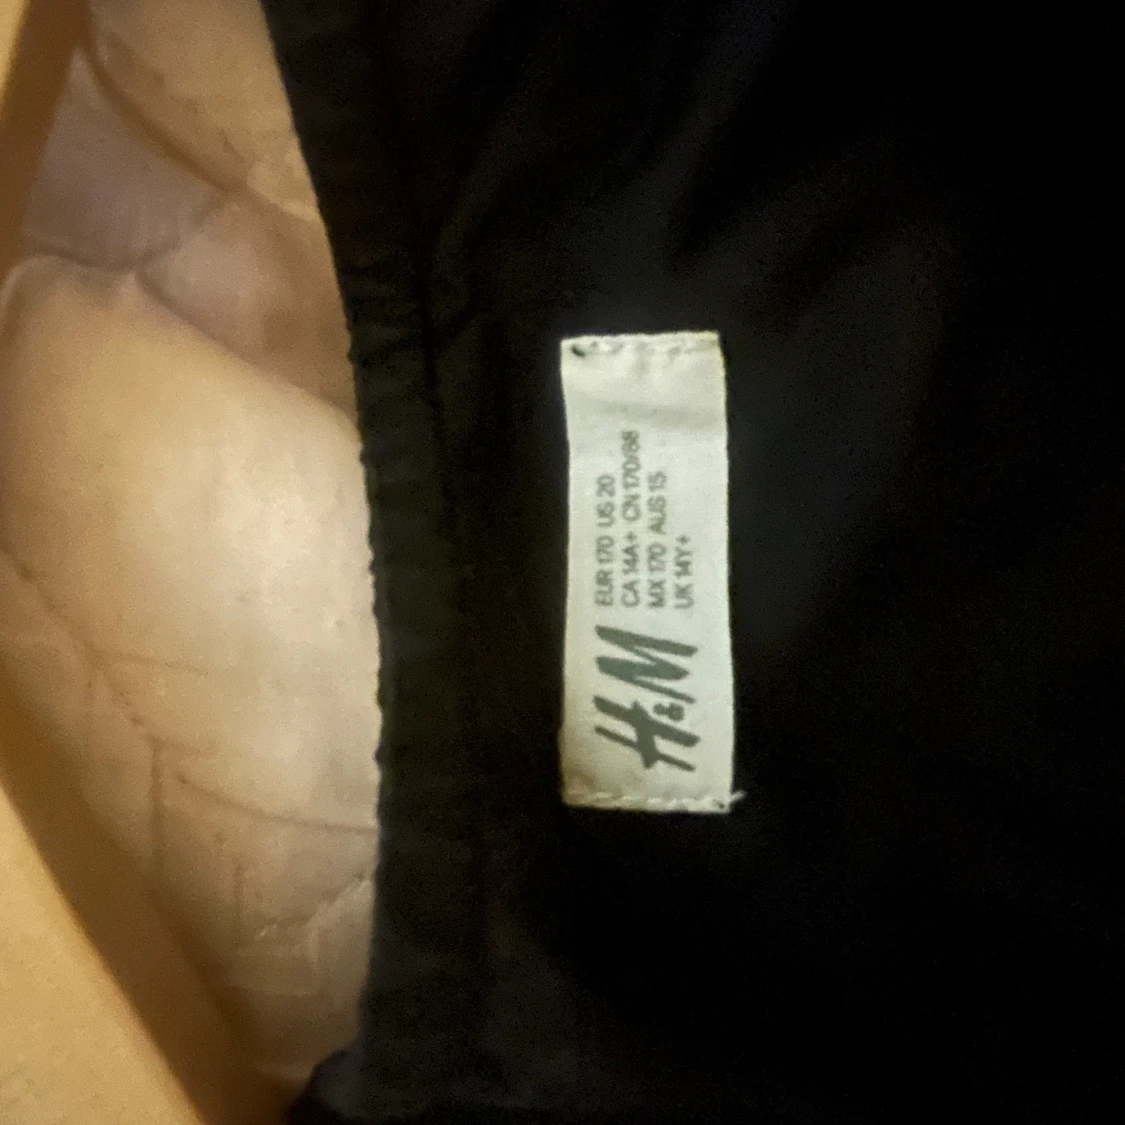 H&M
EUR 170 US 20
CA 14A+ CN 170/88
MX 170 AUS 15
UK 14Y+